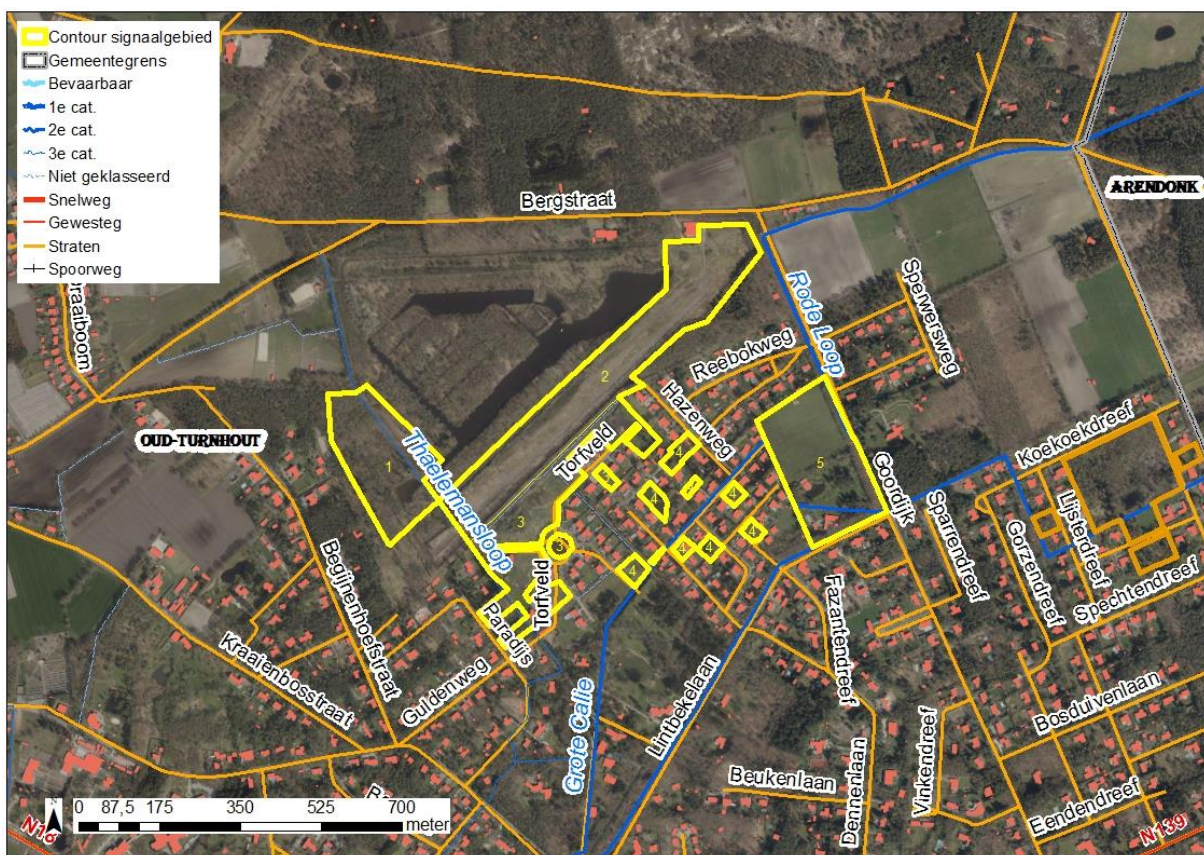 Contour signaalgebied
Gemeentegrens
Bevaarbaar
1e cat.
2e cat.
3e cat.
Niet geklasseerd
Snelweg
Gewesteg
Straten
Spoorweg
Bergstraat
ARENDONK
Rode Loop
Sperwersweg
Reebokweg
Hazenweg
OUD-TURNHOUT
Thaelemansloop
Torfveld
1
2
3
3
4
4
4
4
4
4
5
Goordijk
Koekoekdreef
Lijsterdreef
Sparrendreef
Gorzendreef
Spechtendreef
Begijnenhoefstraat
Paradijs
Torfveld
Fazantendreef
Kraaienbosstraat
Guldenweg
Grote Calie
Lintbekelaan
Bosduivenlaan
Beukenlaan
Dennenlaan
Vinkendreef
Eendendreef
N139
0 87,5 175 350 525 700
meter